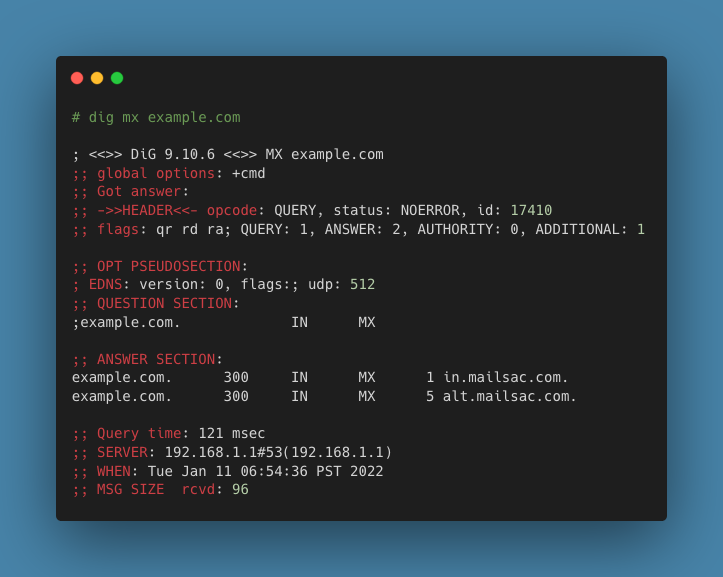 # dig mx example.com
; <<>> DiG 9.10.6 <<>> MX example.com
;; global options: +cmd
;; Got answer:
;; ->>HEADER<<- opcode: QUERY, status: NOERROR, id: 17410
;; flags: qr rd ra; QUERY: 1, ANSWER: 2, AUTHORITY: 0, ADDITIONAL: 1
;; OPT PSEUDOSECTION:
; EDNS: version: 0, flags:; udp: 512
;; QUESTION SECTION:
;example.com.             IN      MX
;; ANSWER SECTION:
example.com.      300     IN      MX      1 in.mailsac.com.
example.com.      300     IN      MX      5 alt.mailsac.com.
;; Query time: 121 msec
;; SERVER: 192.168.1.1#53(192.168.1.1)
;; WHEN: Tue Jan 11 06:54:36 PST 2022
;; MSG SIZE  rcvd: 96